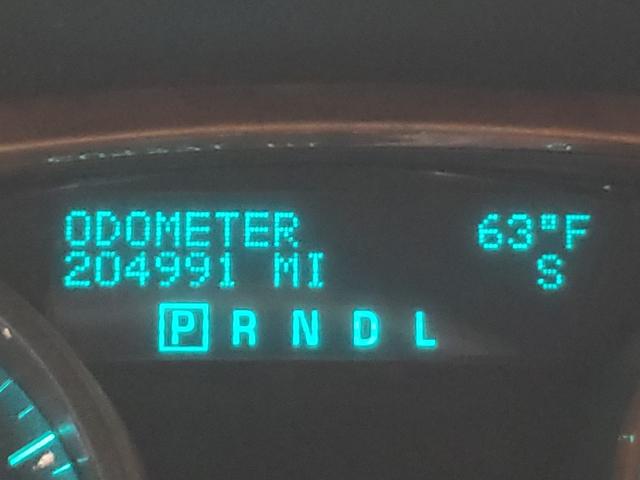 ODOMETER 63°F
204991 MI S
P R N D L